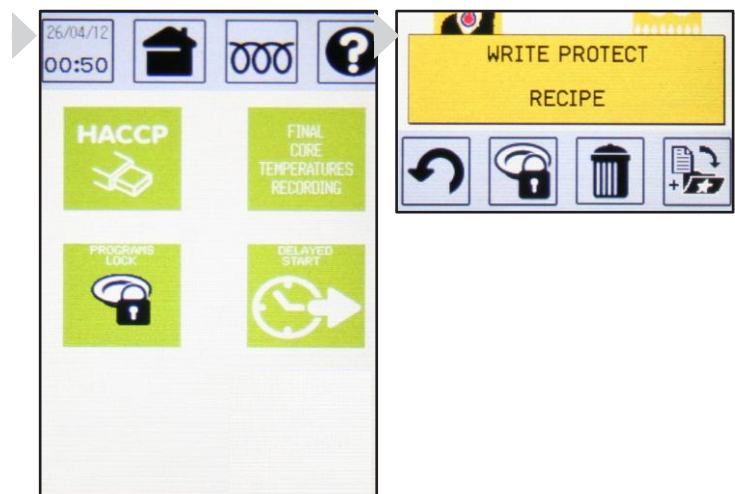 26/04/12
00:50
?
HACCP
FINAL
CORE
TEMPERATURES
RECORDING
PROGRAMS
LOCK
DELAYED
START
WRITE PROTECT
RECIPE